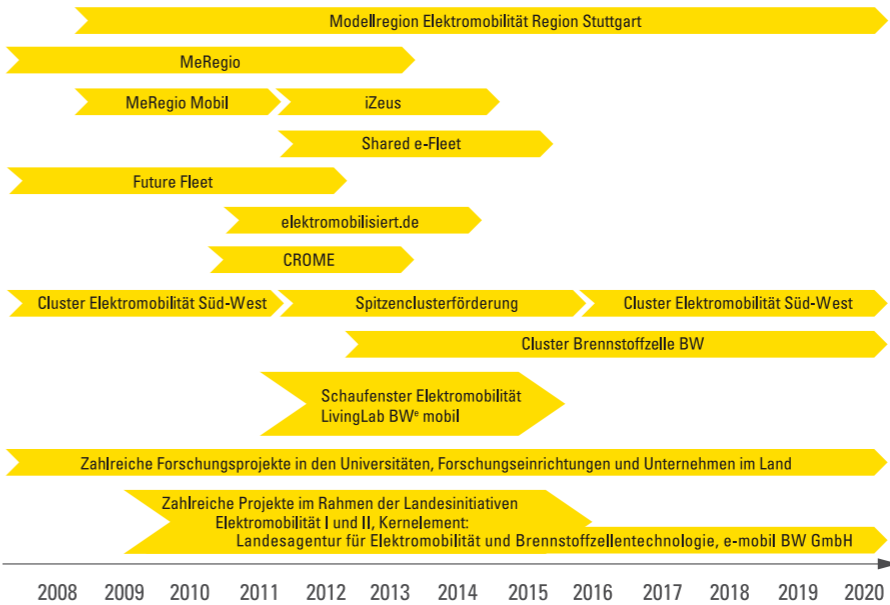 Modellregion Elektromobilität Region Stuttgart
MeRegio
MeRegio Mobil
iZeus
Shared e-Fleet
Future Fleet
elektromobilisiert.de
CROME
Cluster Elektromobilität Süd-West
Spitzenclusterförderung
Cluster Elektromobilität Süd-West
Cluster Brennstoffzelle BW
Schaufenster Elektromobilität
LivingLab BWᵉ mobil
Zahlreiche Forschungsprojekte in den Universitäten, Forschungseinrichtungen und Unternehmen im Land
Zahlreiche Projekte im Rahmen der Landesinitiativen
Elektromobilität I und II, Kernelement:
Landesagentur für Elektromobilität und Brennstoffzellentechnologie, e-mobil BW GmbH
2008 2009 2010 2011 2012 2013 2014 2015 2016 2017 2018 2019 2020